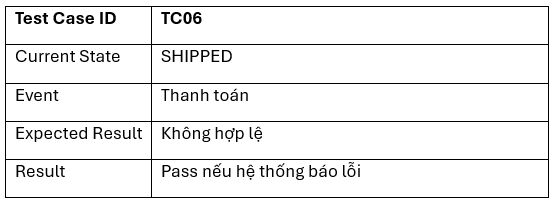 Test Case ID TC06
Current State SHIPPED
Event Thanh toán
Expected Result Không hợp lệ
Result Pass nếu hệ thống báo lỗi